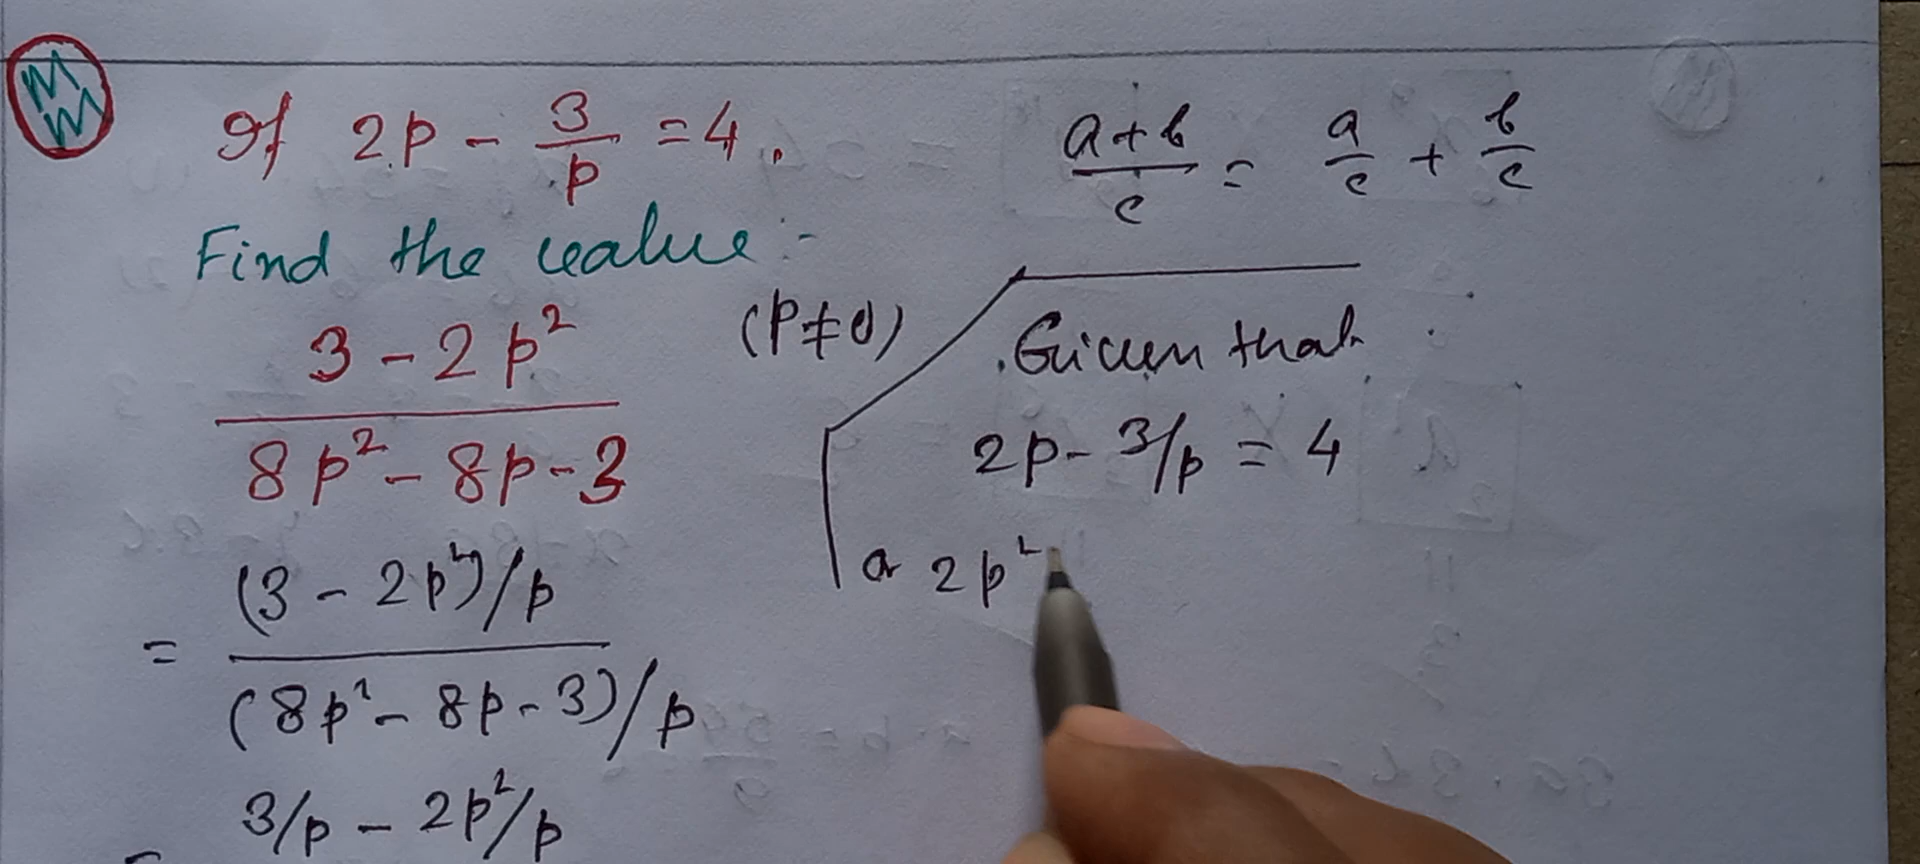 MM
If 2p - 3/p = 4.
Find the value :-
3 - 2p²
8p² - 8p - 3
(P≠0)
= (3 - 2p²)/p
(8p² - 8p - 3)/p
= 3/p - 2p²/p
a+b/c = a/c + b/c
Given that
2p - 3/p = 4
or 2p²